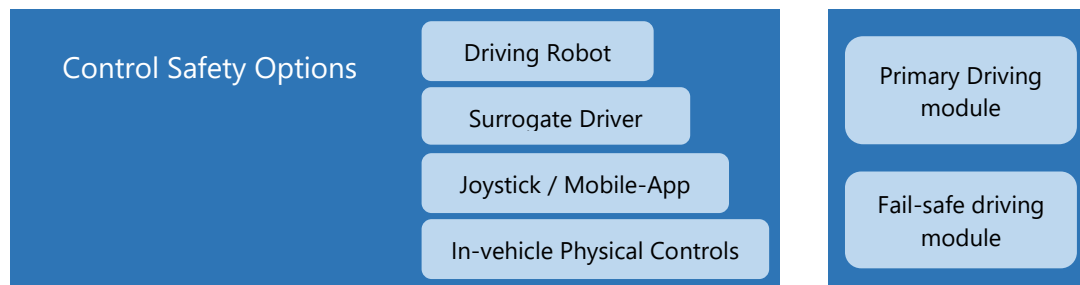 Control Safety Options
Driving Robot
Surrogate Driver
Joystick / Mobile-App
In-vehicle Physical Controls
Primary Driving
module
Fail-safe driving
module